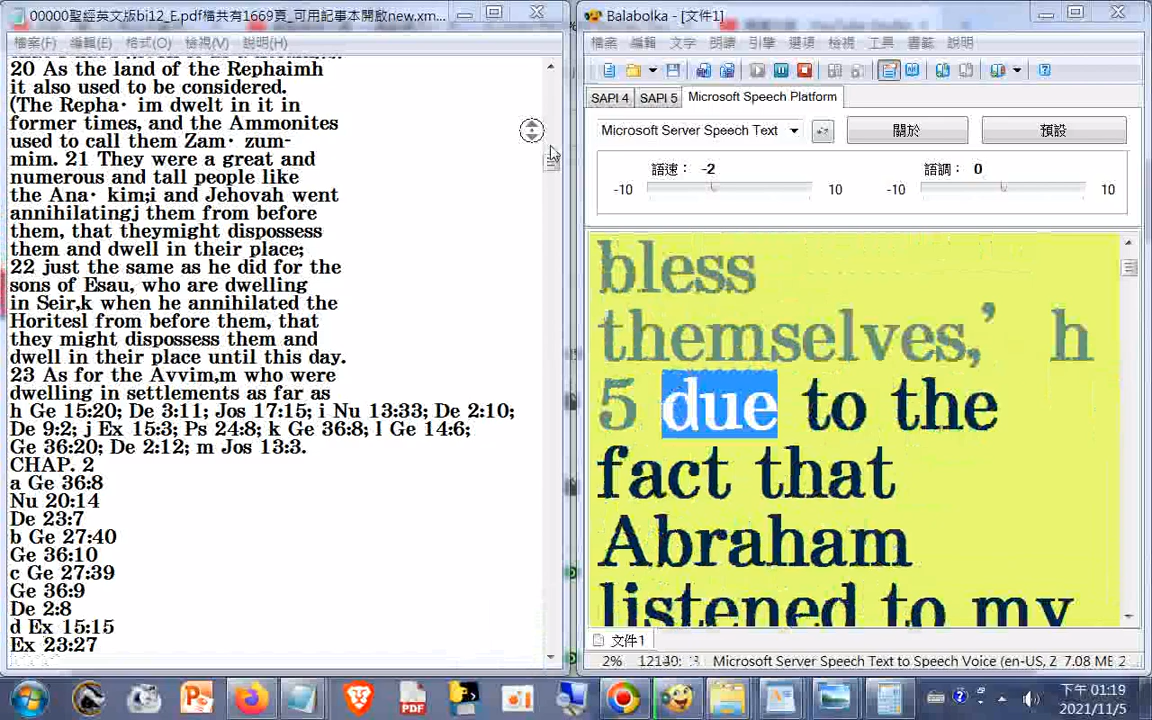 00000聖經英文版bi12_E.pdf檔共有1669頁_可用記事本開啟new.xm...
檔案(F) 編輯(E) 格式(O) 檢視(V) 說明(H)
20 As the land of the Rephaimh
it also used to be considered.
(The Repha· im dwelt in it in
former times, and the Ammonites
used to call them Zam· zum-
mim. 21 They were a great and
numerous and tall people like
the Ana· kim;i and Jehovah went
annihilatingj them from before
them, that theymight dispossess
them and dwell in their place;
22 just the same as he did for the
sons of Esau, who are dwelling
in Seir,k when he annihilated the
Horitesl from before them, that
they might dispossess them and
dwell in their place until this day.
23 As for the Avvim,m who were
dwelling in settlements as far as
h Ge 15:20; De 3:11; Jos 17:15; i Nu 13:33; De 2:10;
De 9:2; j Ex 15:3; Ps 24:8; k Ge 36:8; l Ge 14:6;
Ge 36:20; De 2:12; m Jos 13:3.
CHAP. 2
a Ge 36:8
Nu 20:14
De 23:7
b Ge 27:40
Ge 36:10
c Ge 27:39
Ge 36:9
De 2:8
d Ex 15:15
Ex 23:27
Balabolka - [文件1]
檔案 編輯 文字 朗讀 引擎 選項 檢視 工具 書籤 說明
SAPI 4 SAPI 5 Microsoft Speech Platform
Microsoft Server Speech Text 關於 預設
語速： -2 語調： 0
-10 10 -10 10
bless
themselves,’ h
5 due to the
fact that
Abraham
listened to my
文件1
2% Microsoft Server Speech Text to Speech Voice (en-US, Z 7.08 MB 2
下午 01:19
2021/11/5